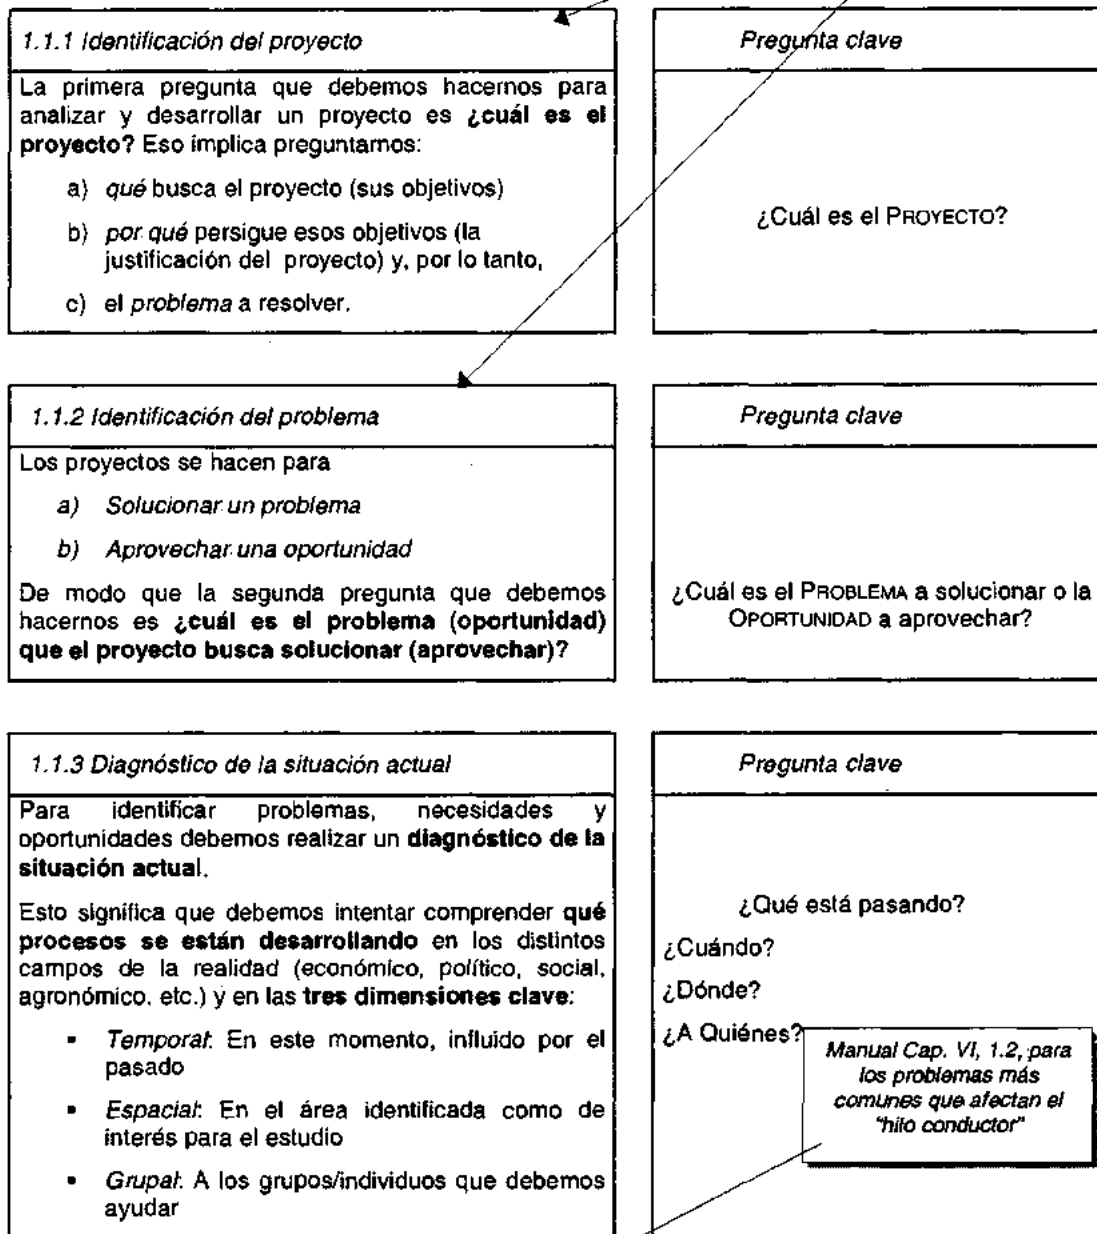 1.1.1 Identificación del proyecto
La primera pregunta que debemos hacernos para
analizar y desarrollar un proyecto es ¿cuál es el
proyecto? Eso implica preguntarnos:
a) qué busca el proyecto (sus objetivos)
b) por qué persigue esos objetivos (la
justificación del proyecto) y, por lo tanto,
c) el problema a resolver.
Pregunta clave
¿Cuál es el PROYECTO?
1.1.2 Identificación del problema
Los proyectos se hacen para
a) Solucionar un problema
b) Aprovechar una oportunidad
De modo que la segunda pregunta que debemos
hacernos es ¿cuál es el problema (oportunidad)
que el proyecto busca solucionar (aprovechar)?
Pregunta clave
¿Cuál es el PROBLEMA a solucionar o la
OPORTUNIDAD a aprovechar?
1.1.3 Diagnóstico de la situación actual
Para identificar problemas, necesidades y
oportunidades debemos realizar un diagnóstico de la
situación actual.
Esto significa que debemos intentar comprender qué
procesos se están desarrollando en los distintos
campos de la realidad (económico, político, social,
agronómico, etc.) y en las tres dimensiones clave:
▪ Temporal: En este momento, influido por el
pasado
▪ Espacial: En el área identificada como de
interés para el estudio
▪ Grupal: A los grupos/individuos que debemos
ayudar
Pregunta clave
¿Qué está pasando?
¿Cuándo?
¿Dónde?
¿A Quiénes?
Manual Cap. VI, 1.2, para
los problemas más
comunes que afectan el
"hilo conductor"